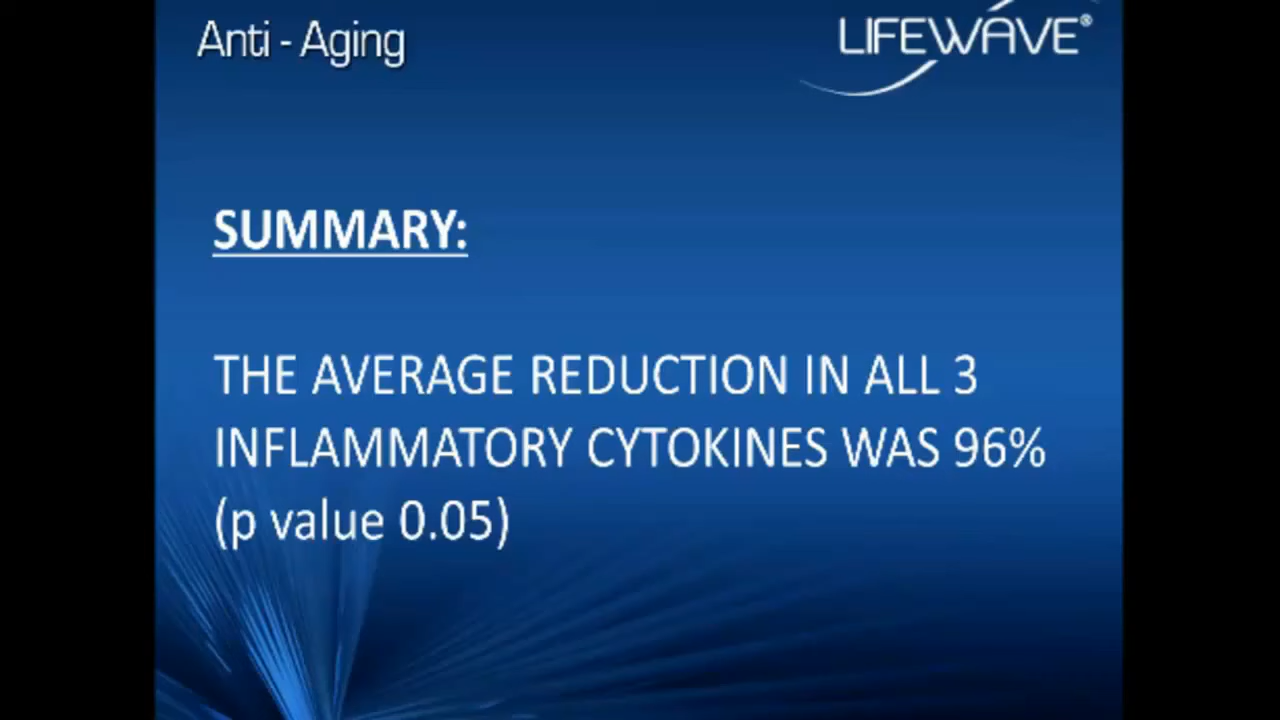 Anti - Aging
LIFEWAVE®
SUMMARY:
THE AVERAGE REDUCTION IN ALL 3
INFLAMMATORY CYTOKINES WAS 96%
(p value 0.05)